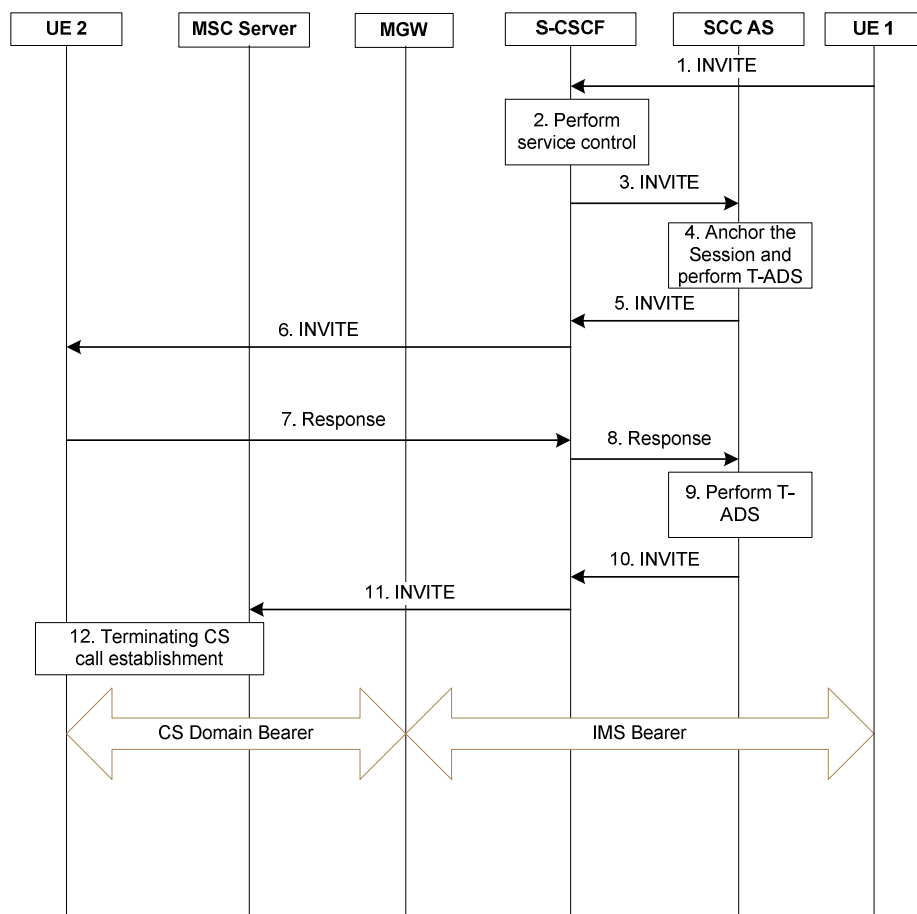 UE 2
MSC Server
MGW
S-CSCF
SCC AS
UE 1
1. INVITE
2. Perform
service control
3. INVITE
4. Anchor the
Session and
perform T-ADS
5. INVITE
6. INVITE
7. Response
8. Response
9. Perform T-
ADS
10. INVITE
11. INVITE
12. Terminating CS
call establishment
CS Domain Bearer
IMS Bearer